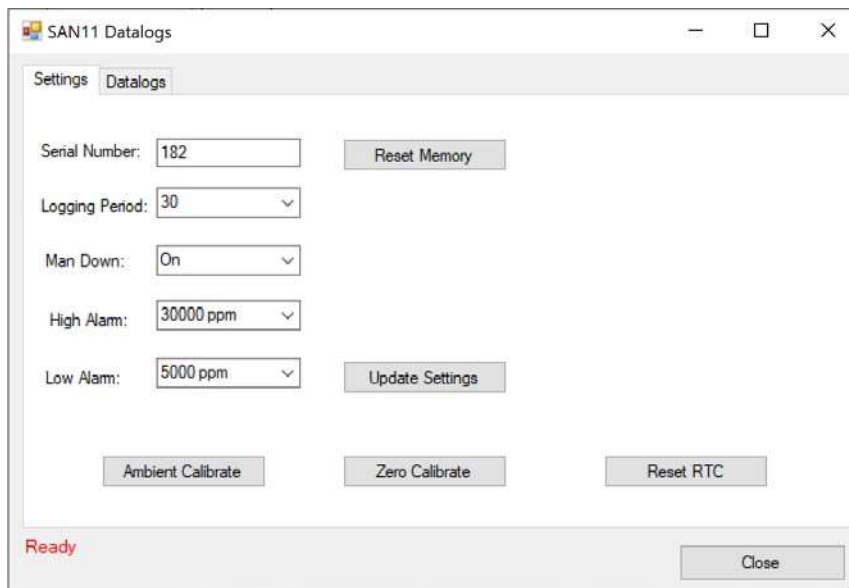 SAN11 Datalogs
Settings Datalogs
Serial Number: 182 Reset Memory
Logging Period: 30
Man Down: On
High Alarm: 30000 ppm
Low Alarm: 5000 ppm Update Settings
Ambient Calibrate Zero Calibrate Reset RTC
Ready
Close